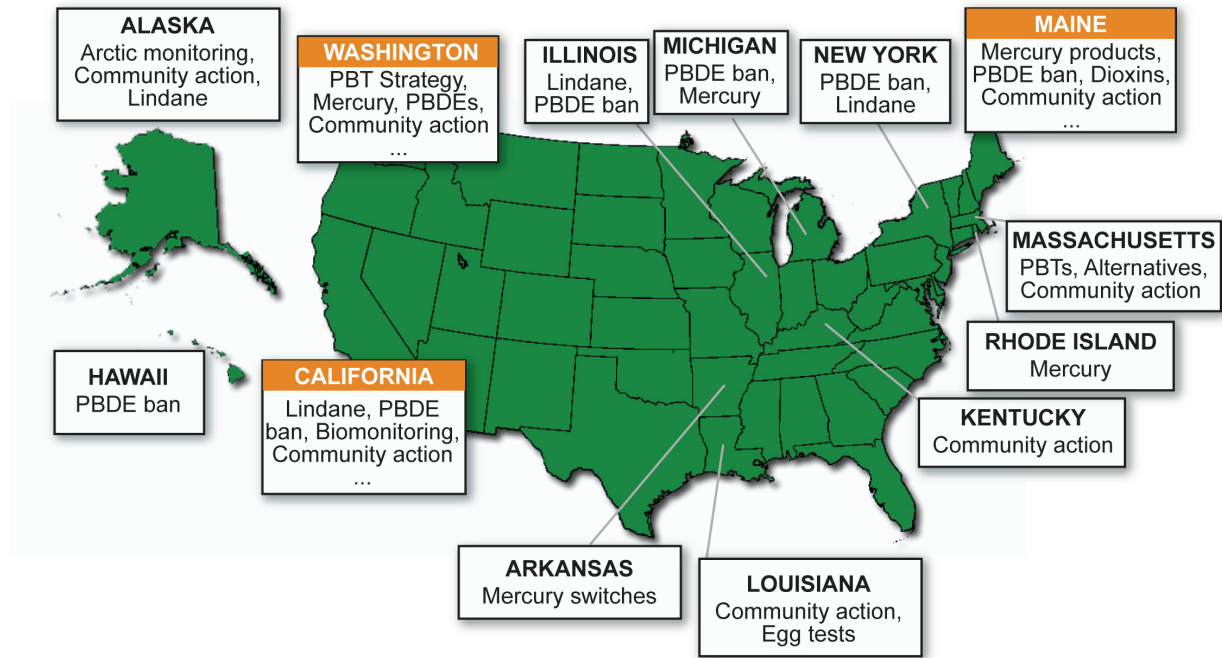 ALASKA
Arctic monitoring,
Community action,
Lindane
WASHINGTON
PBT Strategy,
Mercury, PBDEs,
Community action
...
ILLINOIS
Lindane,
PBDE ban
MICHIGAN
PBDE ban,
Mercury
NEW YORK
PBDE ban,
Lindane
MAINE
Mercury products,
PBDE ban, Dioxins,
Community action
...
MASSACHUSETTS
PBTs, Alternatives,
Community action
RHODE ISLAND
Mercury
HAWAII
PBDE ban
CALIFORNIA
Lindane, PBDE
ban, Biomonitoring,
Community action
...
KENTUCKY
Community action
ARKANSAS
Mercury switches
LOUISIANA
Community action,
Egg tests